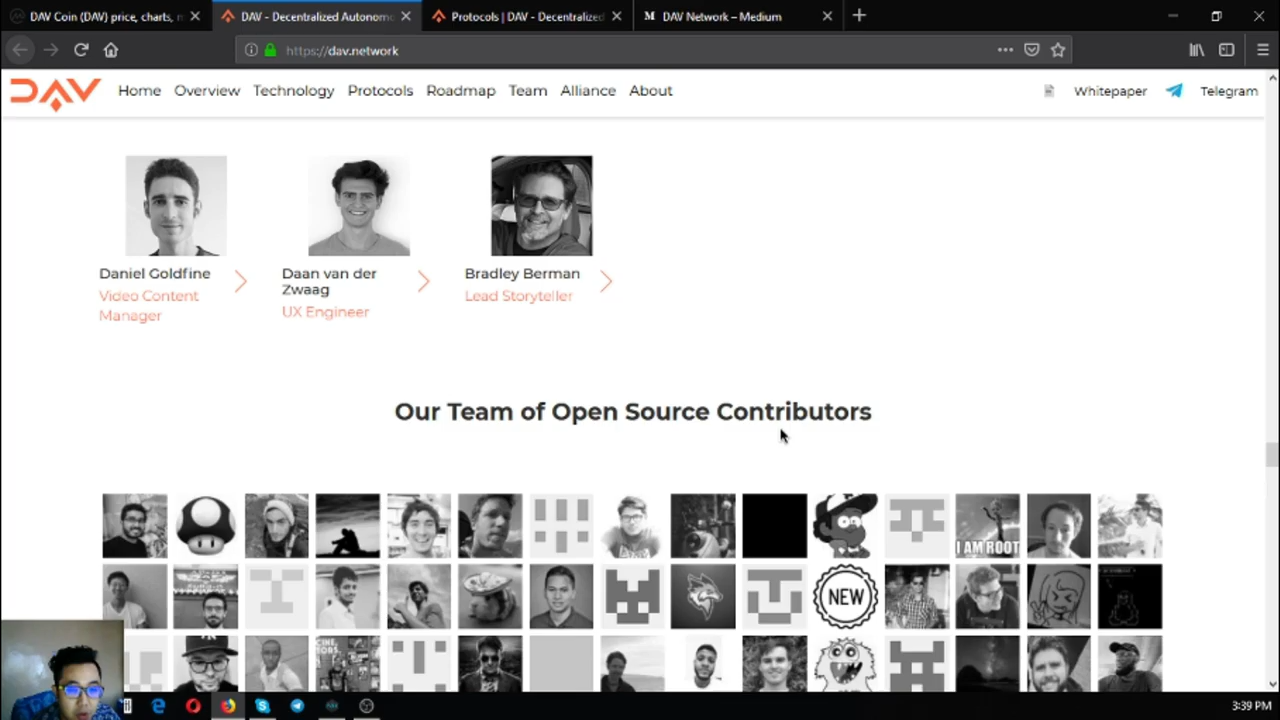 DAV Coin (DAV) price, charts, m
DAV - Decentralized Autonomo
Protocols | DAV - Decentralized
M DAV Network – Medium
https://dav.network
DAV
Home Overview Technology Protocols Roadmap Team Alliance About
Whitepaper Telegram
Daniel Goldfine
Video Content
Manager
Daan van der
Zwaag
UX Engineer
Bradley Berman
Lead Storyteller
Our Team of Open Source Contributors
I AM ROOT
NEW
3:39 PM